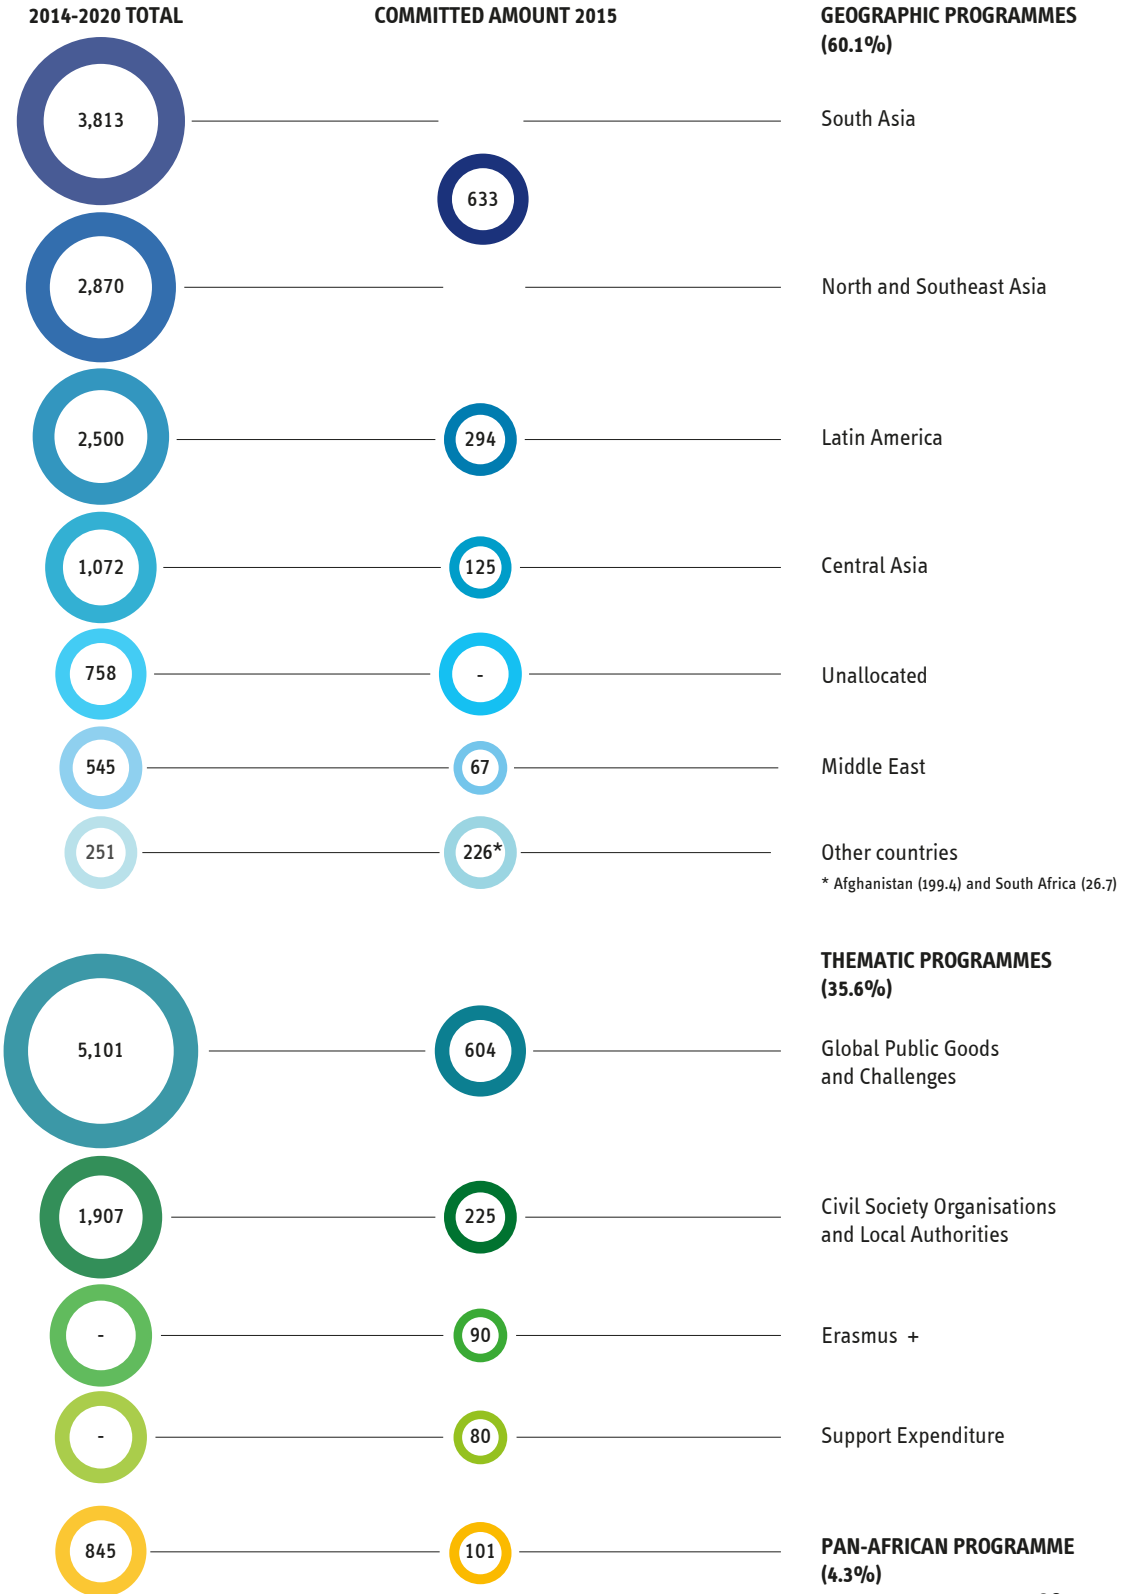 2014-2020 TOTAL COMMITTED AMOUNT 2015 GEOGRAPHIC PROGRAMMES
(60.1%)
3,813 South Asia
633
2,870 North and Southeast Asia
2,500 294 Latin America
1,072 125 Central Asia
758 - Unallocated
545 67 Middle East
251 226* Other countries
* Afghanistan (199.4) and South Africa (26.7)
THEMATIC PROGRAMMES
(35.6%)
5,101 604 Global Public Goods
and Challenges
1,907 225 Civil Society Organisations
and Local Authorities
- 90 Erasmus +
- 80 Support Expenditure
845 101 PAN-AFRICAN PROGRAMME
(4.3%)